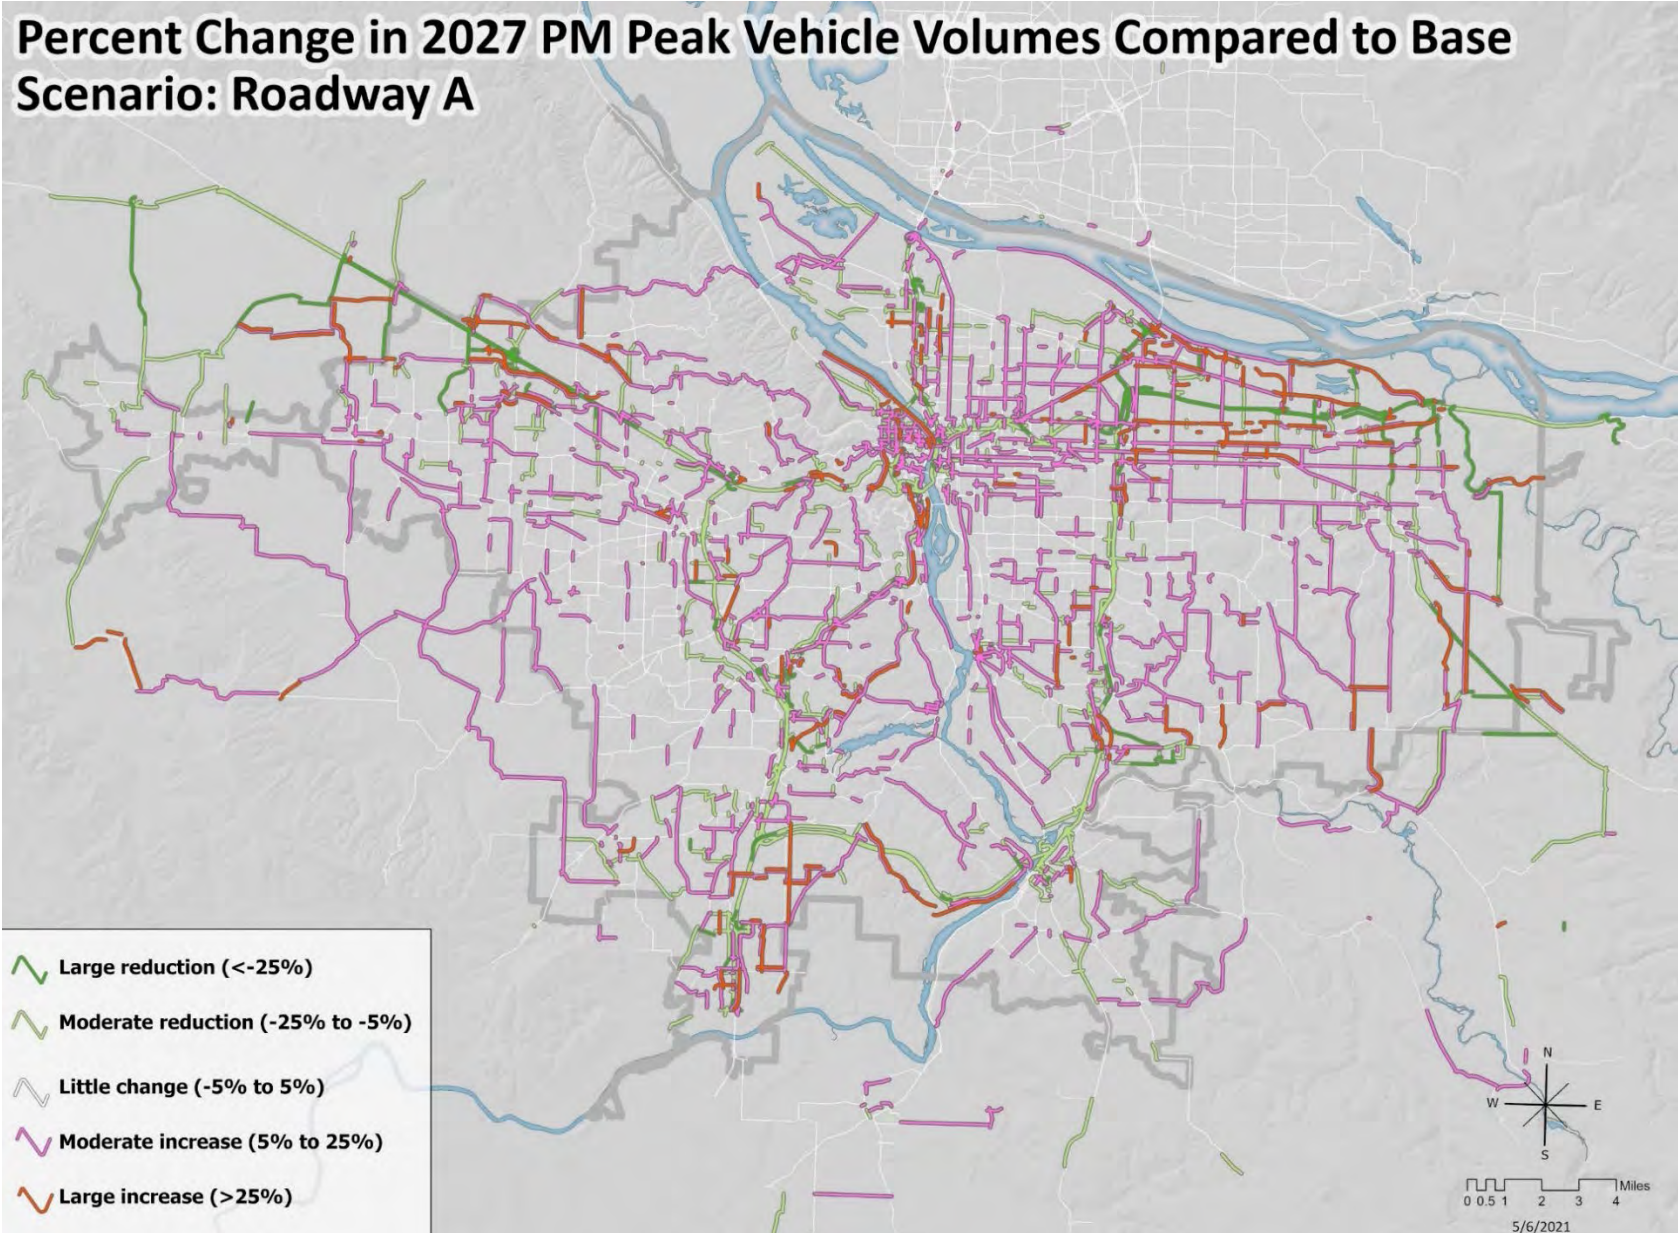 Percent Change in 2027 PM Peak Vehicle Volumes Compared to Base
Scenario: Roadway A
Large reduction (<-25%)
Moderate reduction (-25% to -5%)
Little change (-5% to 5%)
Moderate increase (5% to 25%)
Large increase (>25%)
N
W E
S
Miles
0 0.5 1 2 3 4
5/6/2021